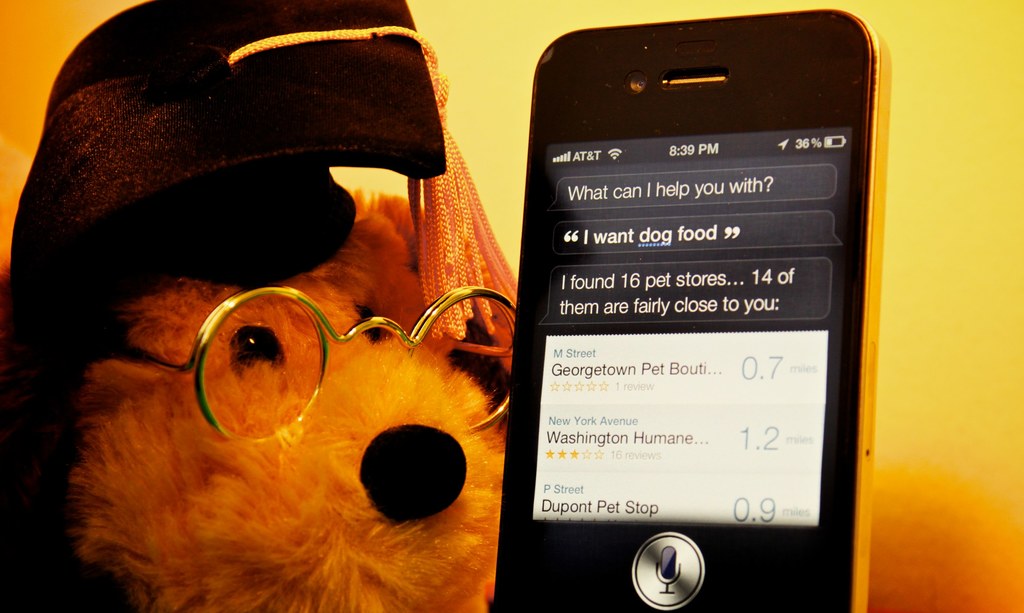 AT&T 8:39 PM 36%
What can I help you with?
“ I want dog food ”
I found 16 pet stores... 14 of
them are fairly close to you:
M Street
Georgetown Pet Bouti... 0.7 miles
1 review
New York Avenue
Washington Humane... 1.2 miles
16 reviews
P Street
Dupont Pet Stop 0.9 miles